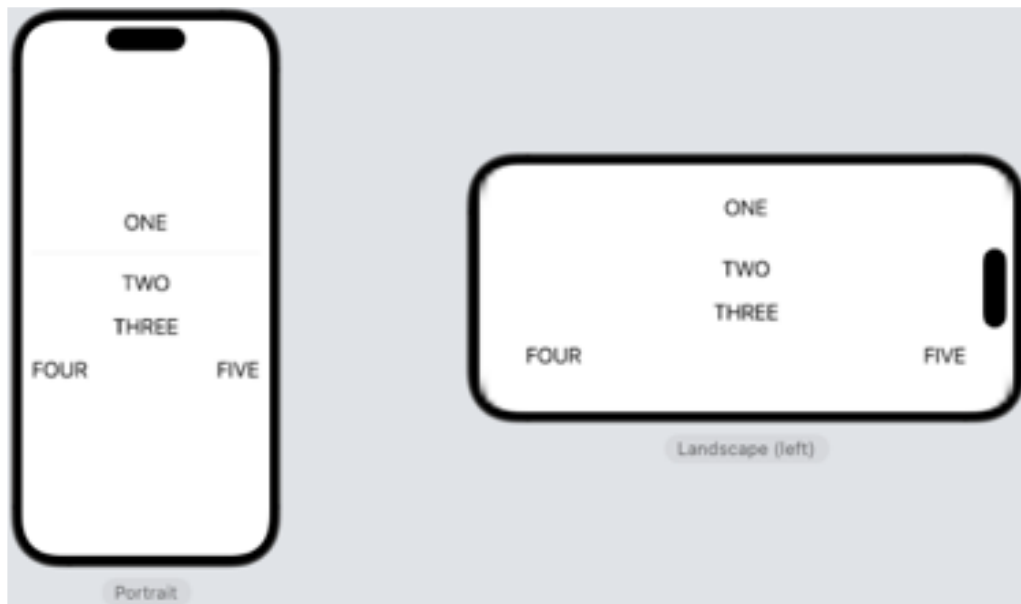 ONE
TWO
THREE
FOUR FIVE
Portrait
ONE
TWO
THREE
FOUR FIVE
Landscape (left)